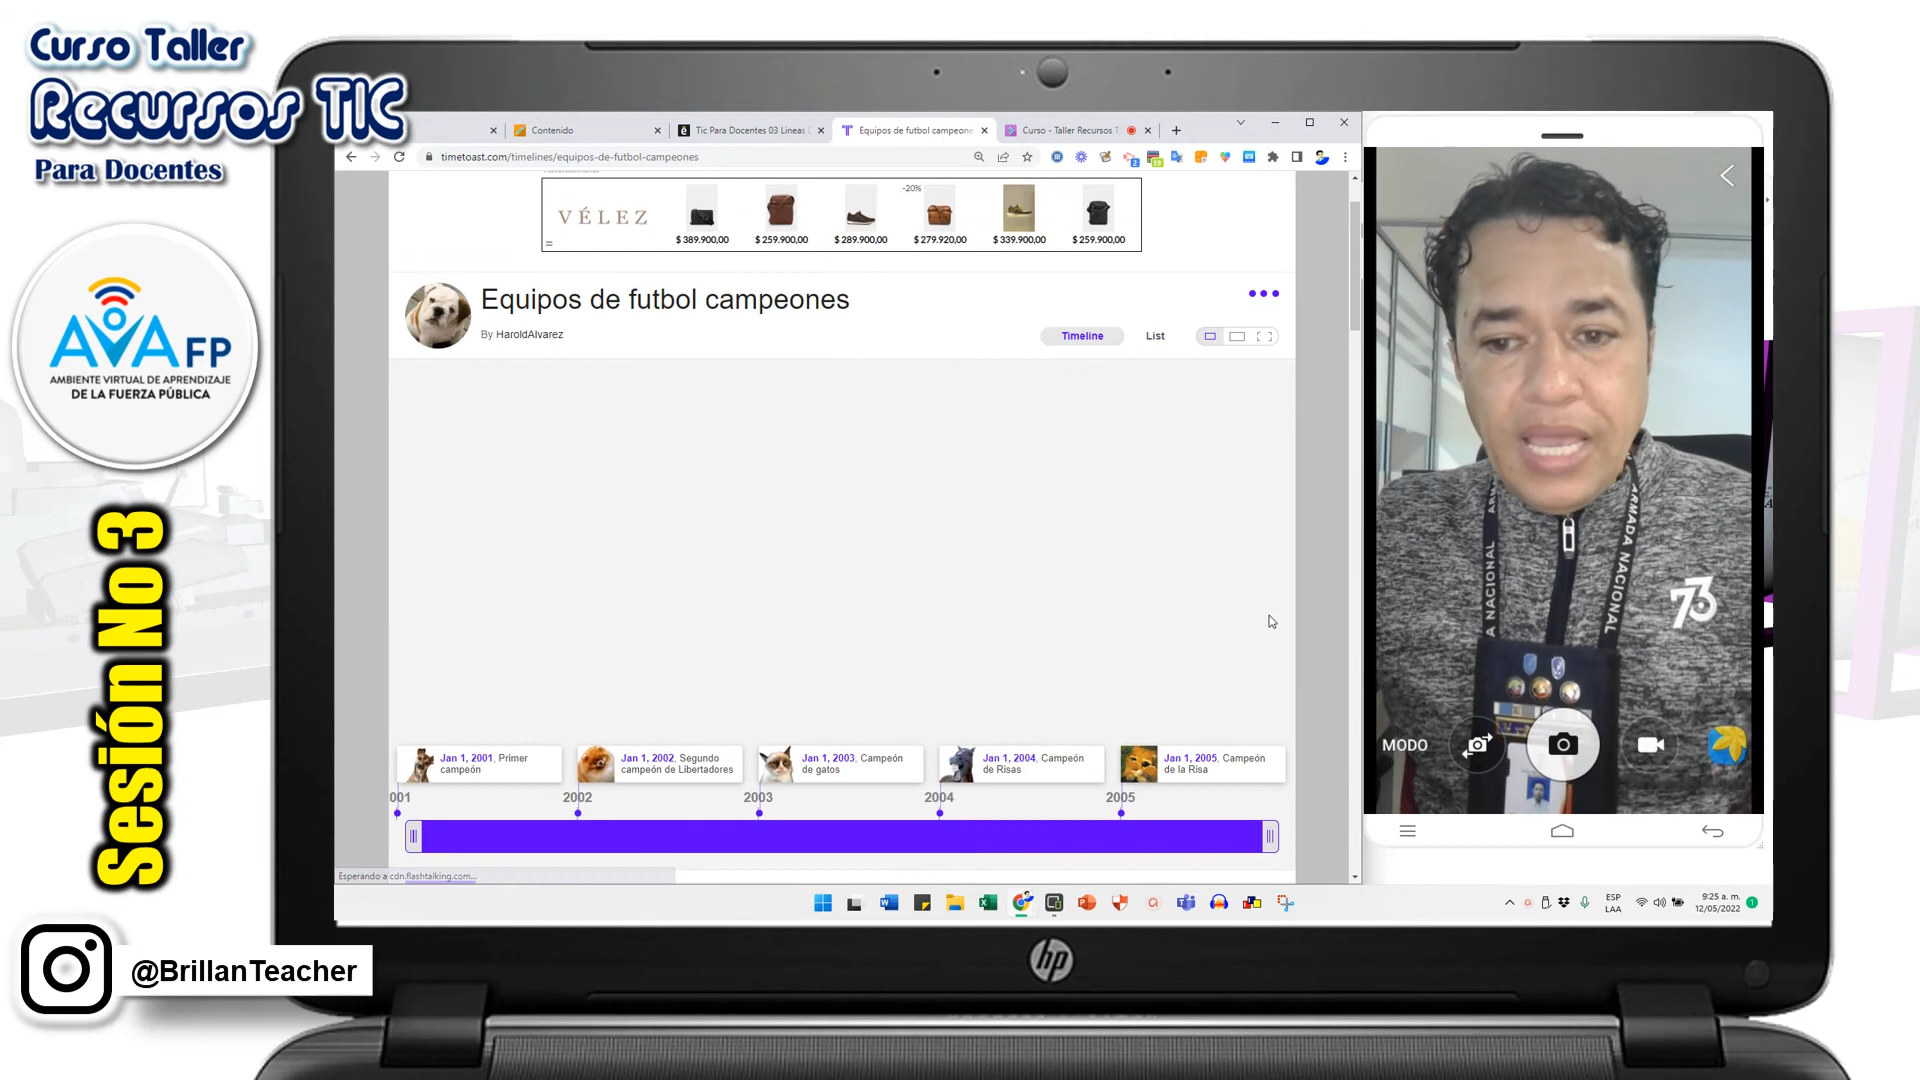 Curso Taller
Recursos TIC
Para Docentes
AVA FP
AMBIENTE VIRTUAL DE APRENDIZAJE
DE LA FUERZA PÚBLICA
Sesión No 3
@BrillanTeacher
Contenido
Tic Para Docentes 03 Lineas
Equipos de futbol campeone
Curso - Taller Recursos T
timetoast.com/timelines/equipos-de-futbol-campeones
VÉLEZ
-20%
$ 389.900,00
$ 259.900,00
$ 289.900,00
$ 279.920,00
$ 339.900,00
$ 259.900,00
Equipos de futbol campeones
By HaroldAlvarez
Timeline
List
Jan 1, 2001, Primer
campeón
Jan 1, 2002, Segundo
campeón de Libertadores
Jan 1, 2003, Campeón
de gatos
Jan 1, 2004, Campeón
de Risas
Jan 1, 2005, Campeón
de la Risa
001
2002
2003
2004
2005
Esperando a cdn.flashtalking.com...
ESP
LAA
9:25 a. m.
12/05/2022
1
hp
ARMADA NACIONAL
A NACIONAL
73
MODO